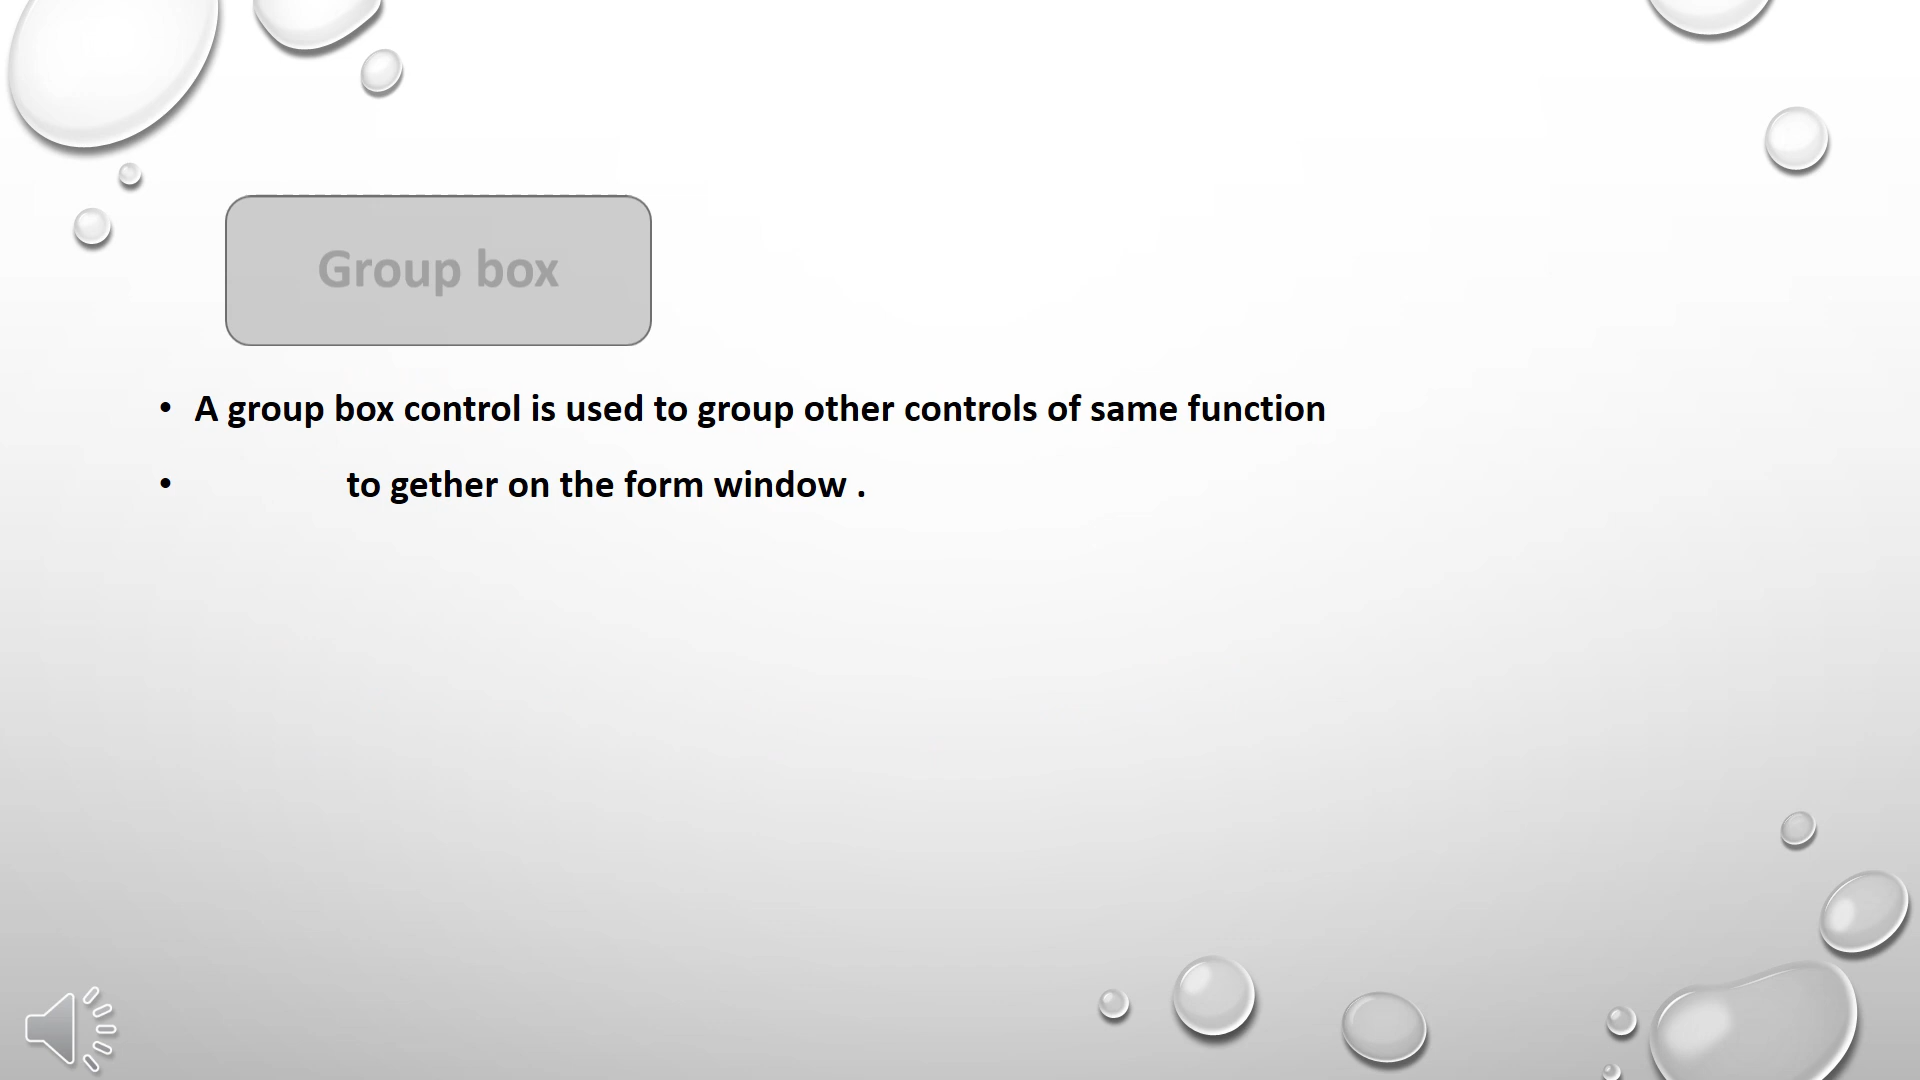 Group box
• A group box control is used to group other controls of same function
• to gether on the form window .